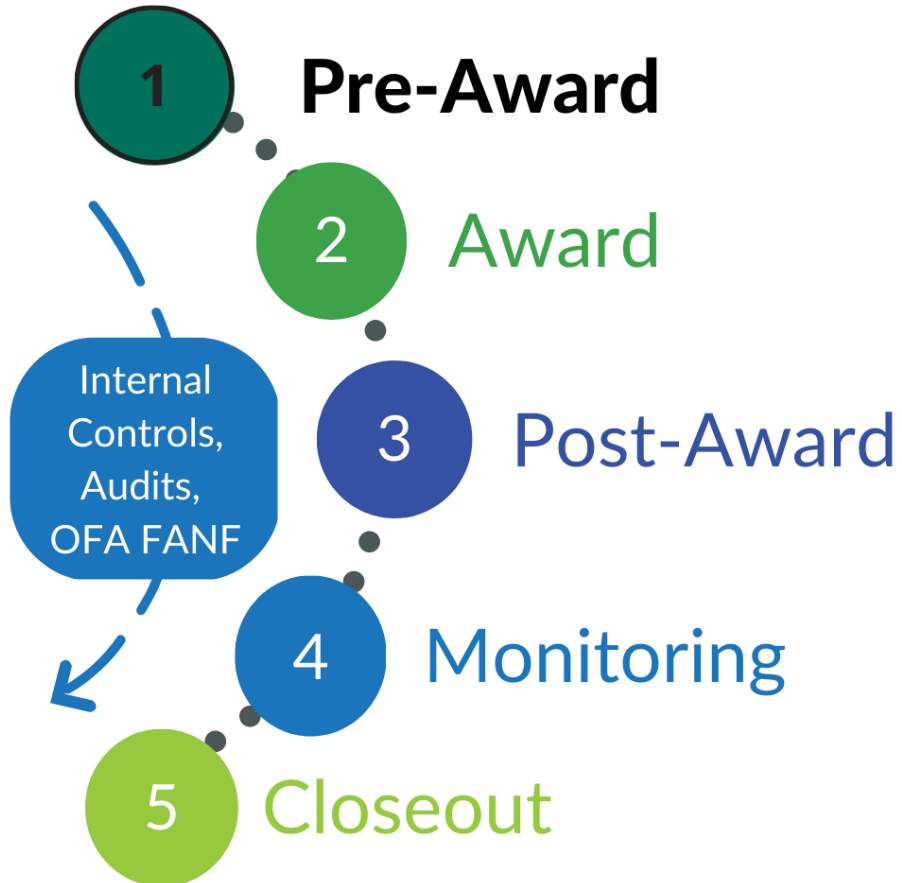 1
Pre-Award
2
Award
Internal
Controls,
Audits,
OFA FANF
3
Post-Award
4
Monitoring
5
Closeout